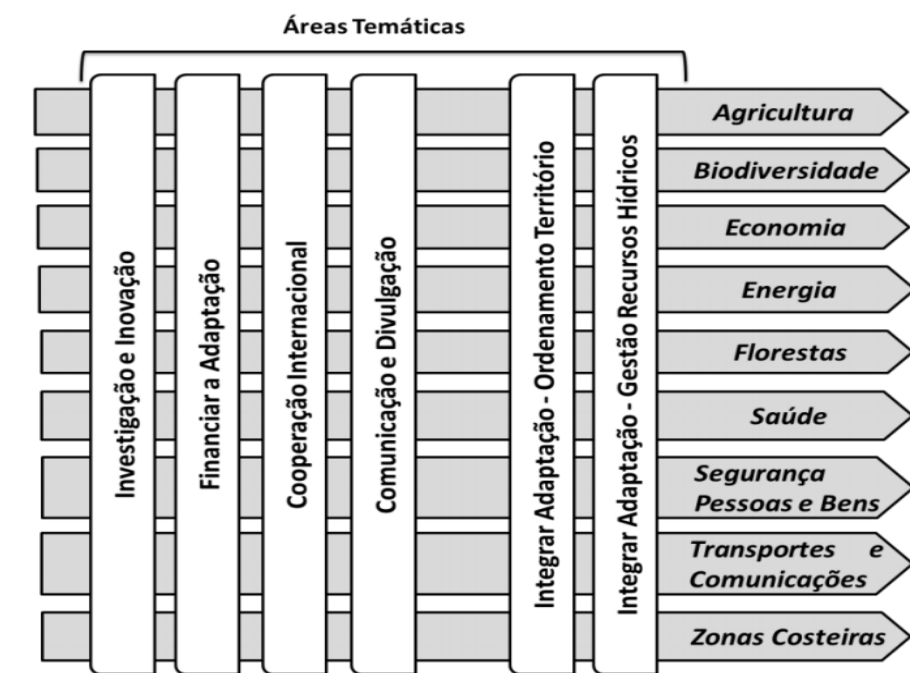 Áreas Temáticas
Investigação e Inovação
Financiar a Adaptação
Cooperação Internacional
Comunicação e Divulgação
Integrar Adaptação - Ordenamento Território
Integrar Adaptação - Gestão Recursos Hídricos
Agricultura
Biodiversidade
Economia
Energia
Florestas
Saúde
Segurança
Pessoas e Bens
Transportes e
Comunicações
Zonas Costeiras